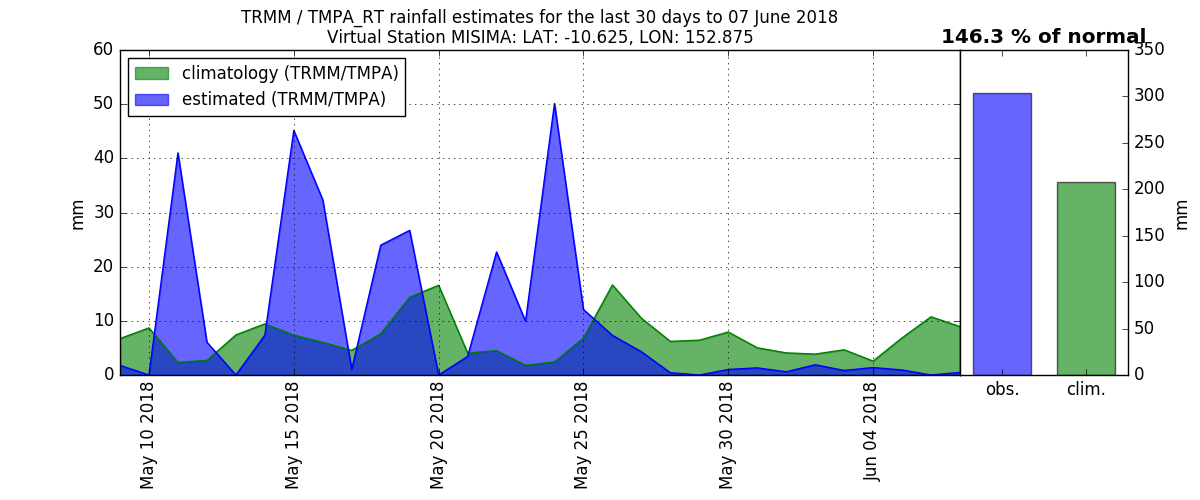 TRMM / TMPA_RT rainfall estimates for the last 30 days to 07 June 2018
Virtual Station MISIMA: LAT: -10.625, LON: 152.875
146.3 % of normal
climatology (TRMM/TMPA)
estimated (TRMM/TMPA)
60
50
40
30
20
10
0
mm
350
300
250
200
150
100
50
0
mm
May 10 2018
May 15 2018
May 20 2018
May 25 2018
May 30 2018
Jun 04 2018
obs.
clim.